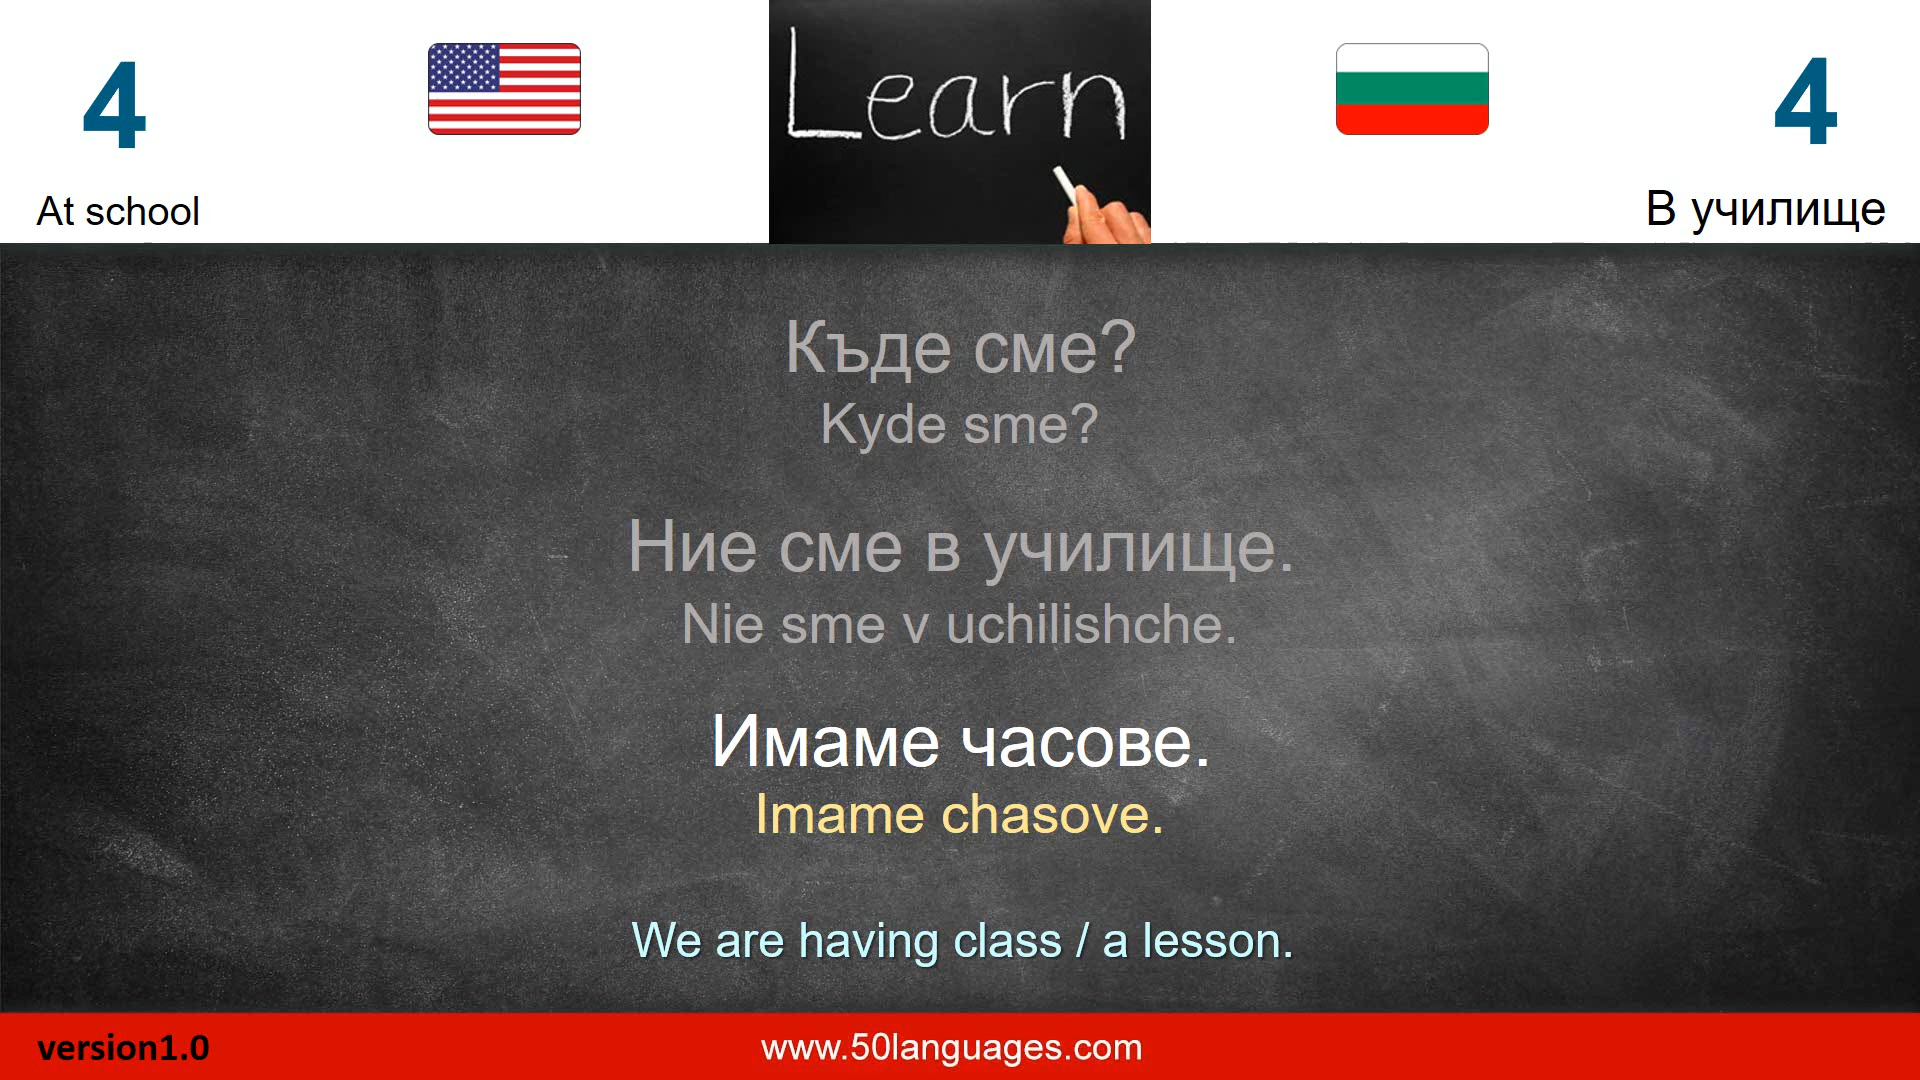 4
Learn
4
At school
В училище
Къде сме?
Kyde sme?
Ние сме в училище.
Nie sme v uchilishche.
Имаме часове.
Imame chasove.
We are having class / a lesson.
version1.0
www.50languages.com